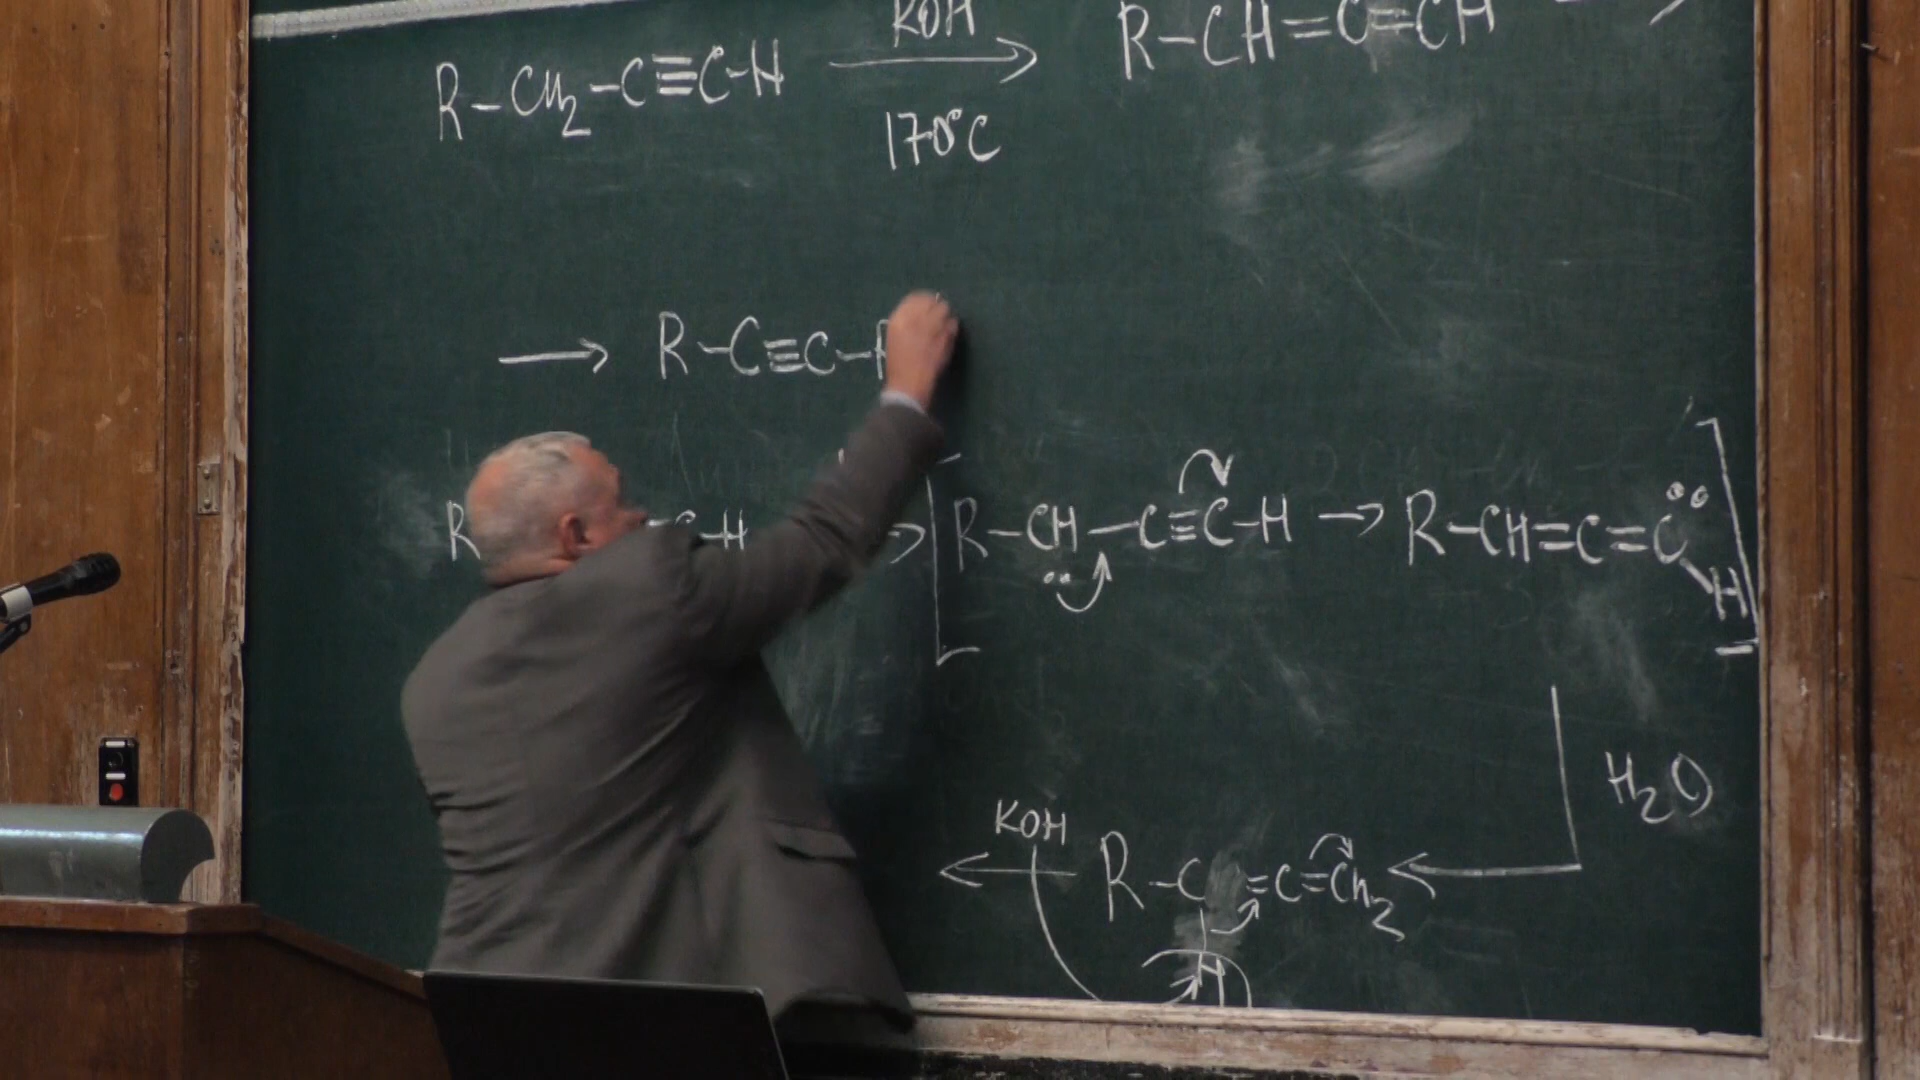 R-CH2-C≡C-H KOH 170°C R-CH=C=CH
→ R-C≡C-
R C-H → [R-CH-C≡C-H → R-CH=C=C-H]
H2O
← KOH R-C=C=CH2 ←
H